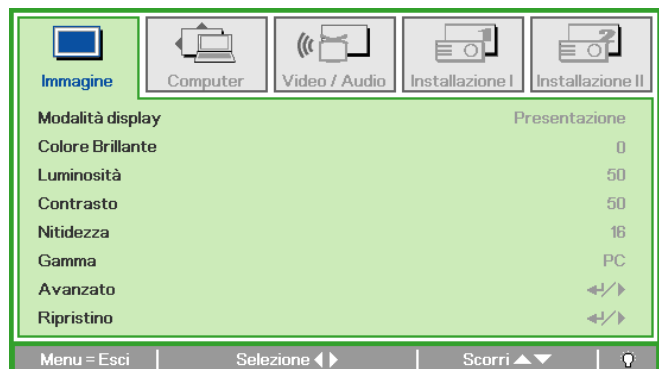 Immagine Computer Video / Audio Installazione I Installazione II
Modalità display Presentazione
Colore Brillante 0
Luminosità 50
Contrasto 50
Nitidezza 16
Gamma PC
Avanzato
Ripristino
Menu = Esci Selezione Scorri